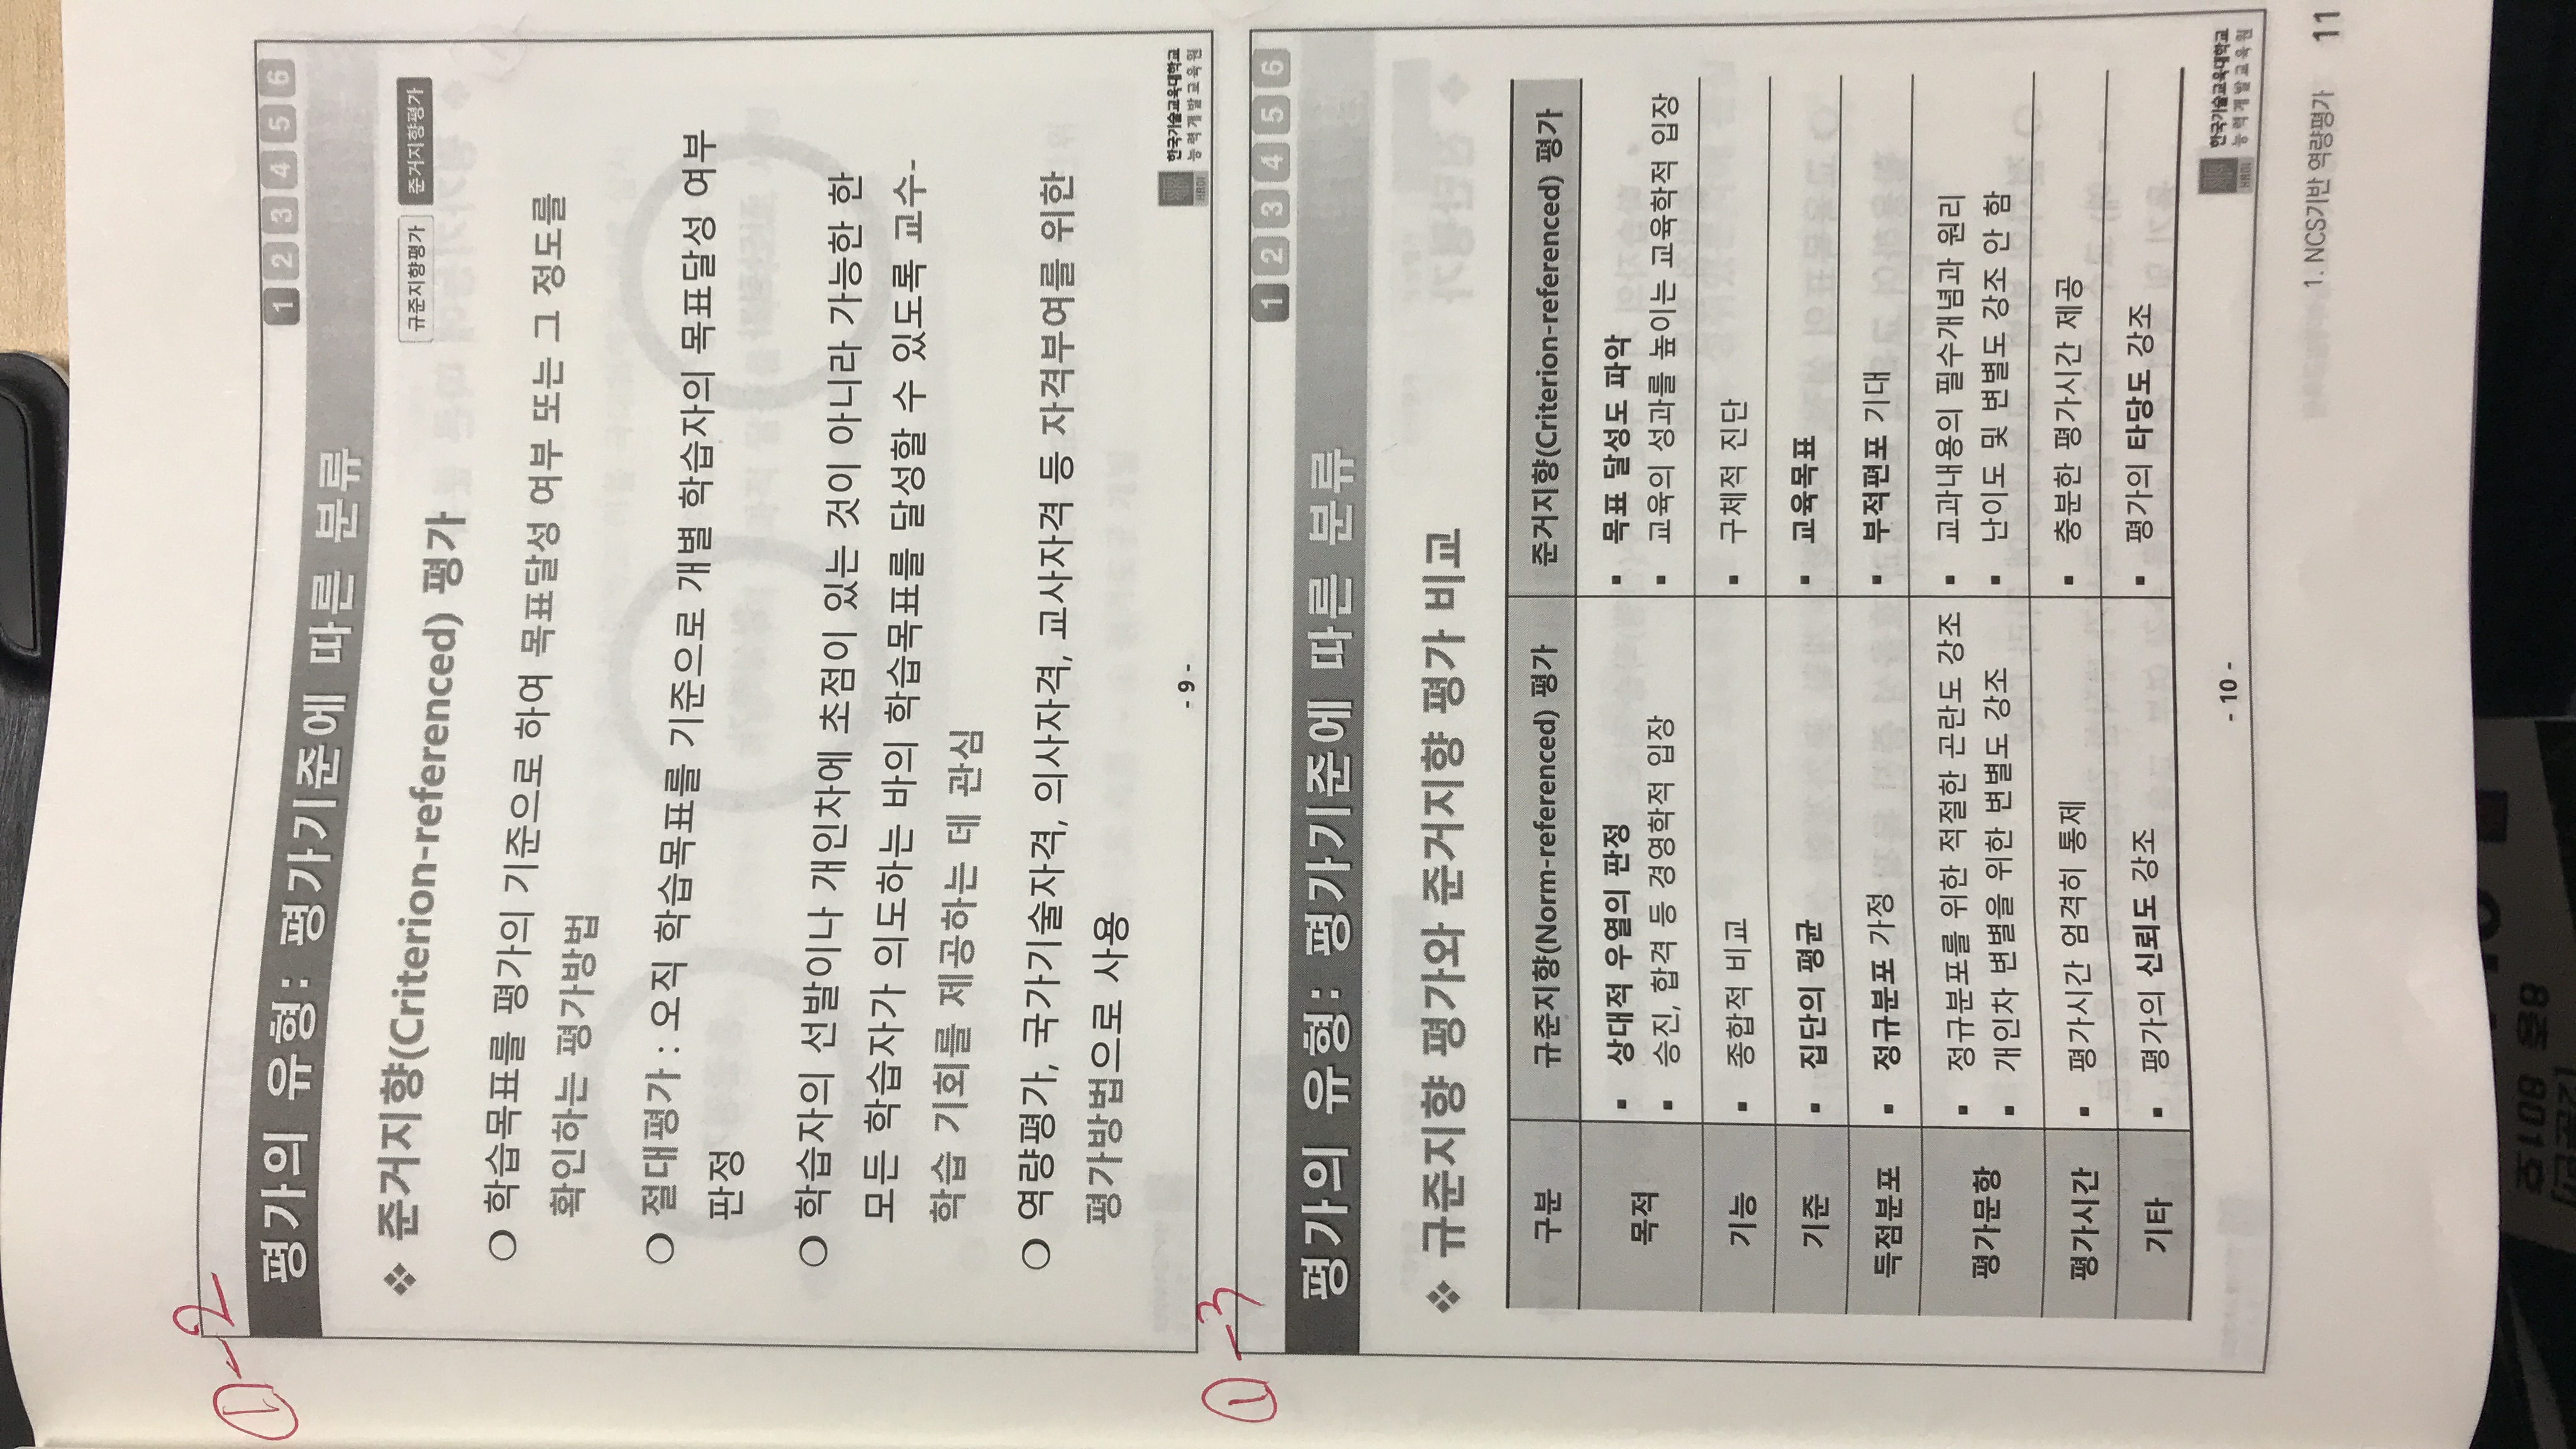 ①-2
평가의 유형: 평가기준에 따른 분류
1 2 3 4 5 6
❖ 준거지향(Criterion-referenced) 평가
규준지향평가 준거지향평가
❍ 학습목표를 평가의 기준으로 하여 목표달성 여부 또는 그 정도를
확인하는 평가방법
❍ 절대평가 : 오직 학습목표를 기준으로 개별 학습자의 목표달성 여부
판정
❍ 학습자의 선발이나 개인차에 초점이 있는 것이 아니라 가능한 한
모든 학습자가 의도하는 바의 학습목표를 달성할 수 있도록 교수-
학습 기회를 제공하는 데 관심
❍ 역량평가, 국가기술자격, 의사자격, 교사자격 등 자격부여를 위한
평가방법으로 사용
- 9 -
HRDI
한국기술교육대학교
능력개발교육원
①-3
1 2 3 4 5 6
평가의 유형: 평가기준에 따른 분류
❖ 규준지향 평가와 준거지향 평가 비교
구분 규준지향(Norm-referenced) 평가 준거지향(Criterion-referenced) 평가
목적
▪ 상대적 우열의 판정
▪ 승진, 합격 등 경영학적 입장
▪ 목표 달성도 파악
▪ 교육의 성과를 높이는 교육학적 입장
기능 ▪ 종합적 비교 ▪ 구체적 진단
기준 ▪ 집단의 평균 ▪ 교육목표
득점분포 ▪ 정규분포 가정 ▪ 부적편포 기대
평가문항
▪ 정규분포를 위한 적절한 곤란도 강조
▪ 개인차 변별을 위한 변별도 강조
▪ 교과내용의 필수개념과 원리
▪ 난이도 및 변별도 강조 안 함
평가시간 ▪ 평가시간 엄격히 통제 ▪ 충분한 평가시간 제공
기타 ▪ 평가의 신뢰도 강조 ▪ 평가의 타당도 강조
- 10 -
HRDI
한국기술교육대학교
능력개발교육원
1. NCS기반 역량평가 11